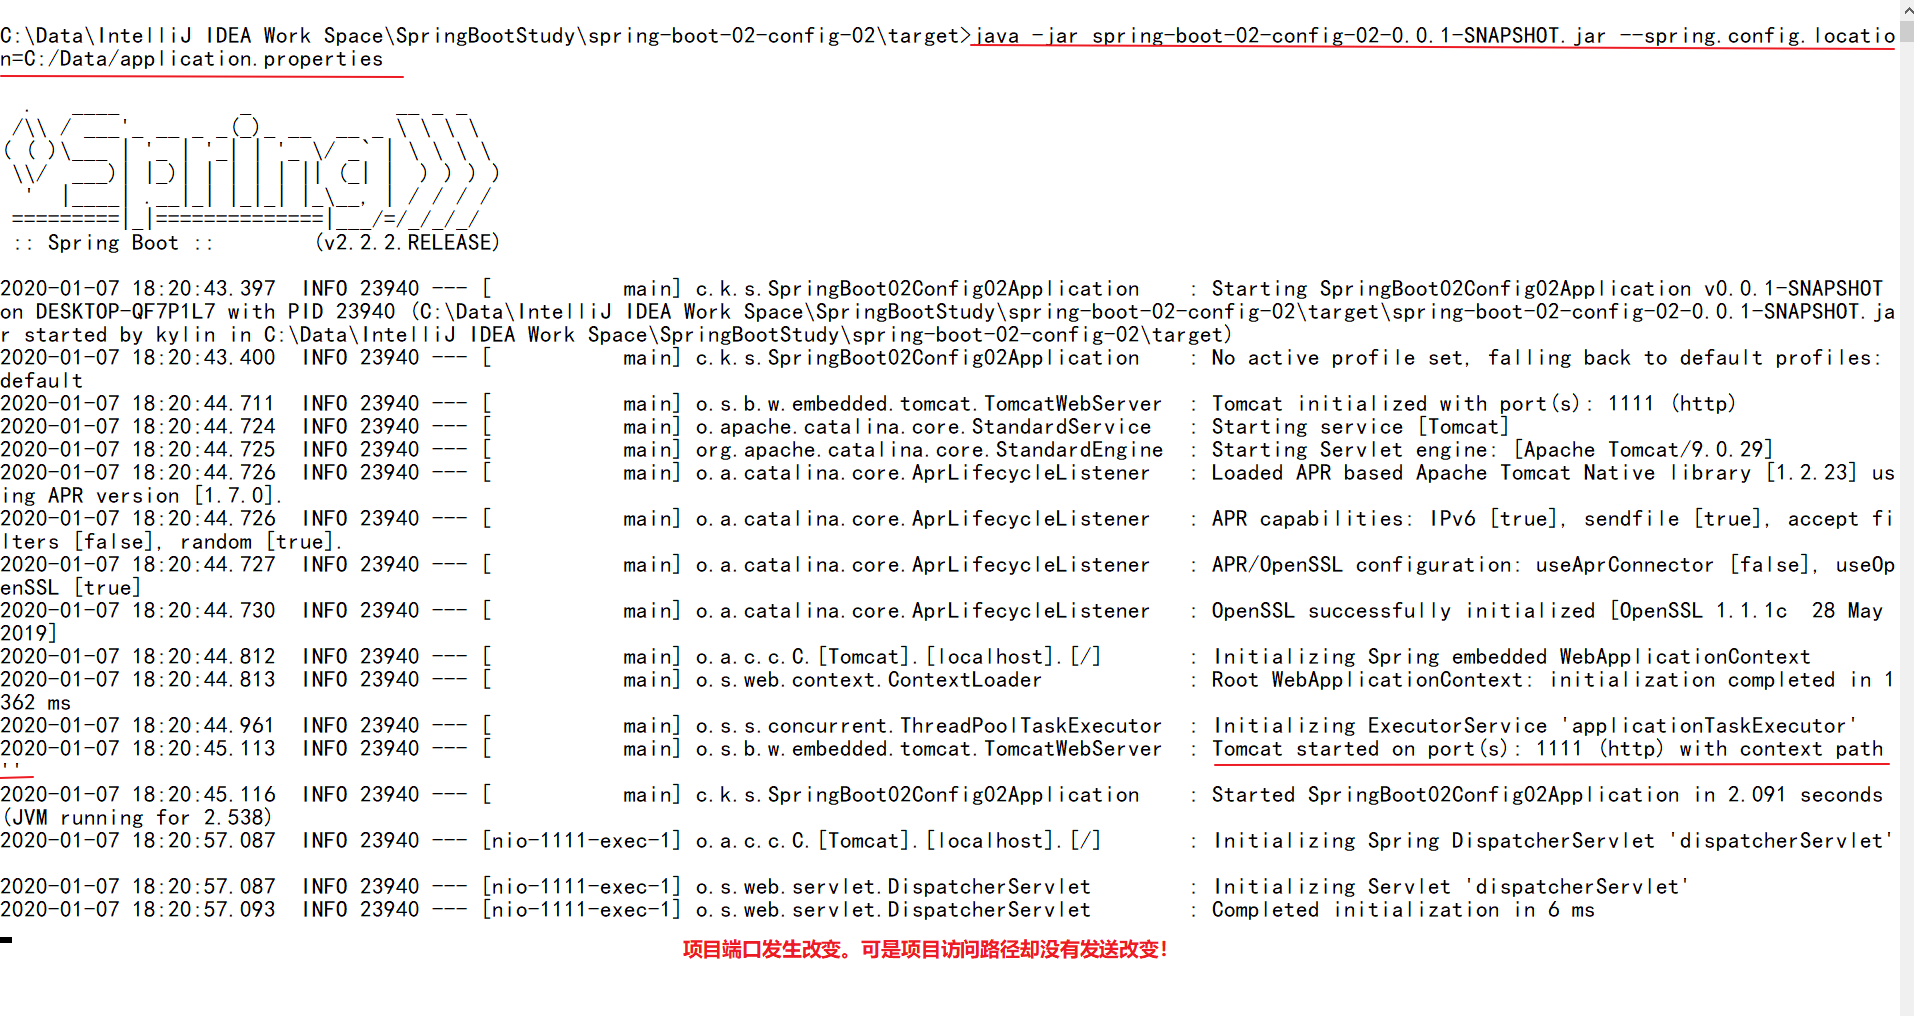 C:\Data\IntelliJ IDEA Work Space\SpringBootStudy\spring-boot-02-config-02\target>java -jar spring-boot-02-config-02-0.0.1-SNAPSHOT.jar --spring.config.locatio
n=C:/Data/application.properties
  .   ____          _            __ _ _
 /\\ / ___'_ __ _ _(_)_ __  __ _ \ \ \ \
( ( )\___ | '_ | '_| | '_ \/ _` | \ \ \ \
 \\/  ___)| |_)| | | | | || (_| |  ) ) ) )
  '  |____| .__|_| |_|_| |_\__, | / / / /
 =========|_|==============|___/=/_/_/_/
 :: Spring Boot ::        (v2.2.2.RELEASE)
2020-01-07 18:20:43.397  INFO 23940 --- [           main] c.k.s.SpringBoot02Config02Application    : Starting SpringBoot02Config02Application v0.0.1-SNAPSHOT
on DESKTOP-QF7P1L7 with PID 23940 (C:\Data\IntelliJ IDEA Work Space\SpringBootStudy\spring-boot-02-config-02\target\spring-boot-02-config-02-0.0.1-SNAPSHOT.ja
r started by kylin in C:\Data\IntelliJ IDEA Work Space\SpringBootStudy\spring-boot-02-config-02\target)
2020-01-07 18:20:43.400  INFO 23940 --- [           main] c.k.s.SpringBoot02Config02Application    : No active profile set, falling back to default profiles:
default
2020-01-07 18:20:44.711  INFO 23940 --- [           main] o.s.b.w.embedded.tomcat.TomcatWebServer  : Tomcat initialized with port(s): 1111 (http)
2020-01-07 18:20:44.724  INFO 23940 --- [           main] o.apache.catalina.core.StandardService   : Starting service [Tomcat]
2020-01-07 18:20:44.725  INFO 23940 --- [           main] org.apache.catalina.core.StandardEngine  : Starting Servlet engine: [Apache Tomcat/9.0.29]
2020-01-07 18:20:44.726  INFO 23940 --- [           main] o.a.catalina.core.AprLifecycleListener   : Loaded APR based Apache Tomcat Native library [1.2.23] us
ing APR version [1.7.0].
2020-01-07 18:20:44.726  INFO 23940 --- [           main] o.a.catalina.core.AprLifecycleListener   : APR capabilities: IPv6 [true], sendfile [true], accept fi
lters [false], random [true].
2020-01-07 18:20:44.727  INFO 23940 --- [           main] o.a.catalina.core.AprLifecycleListener   : APR/OpenSSL configuration: useAprConnector [false], useOp
enSSL [true]
2020-01-07 18:20:44.730  INFO 23940 --- [           main] o.a.catalina.core.AprLifecycleListener   : OpenSSL successfully initialized [OpenSSL 1.1.1c  28 May
2019]
2020-01-07 18:20:44.812  INFO 23940 --- [           main] o.a.c.c.C.[Tomcat].[localhost].[/]       : Initializing Spring embedded WebApplicationContext
2020-01-07 18:20:44.813  INFO 23940 --- [           main] o.s.web.context.ContextLoader            : Root WebApplicationContext: initialization completed in 1
362 ms
2020-01-07 18:20:44.961  INFO 23940 --- [           main] o.s.s.concurrent.ThreadPoolTaskExecutor  : Initializing ExecutorService 'applicationTaskExecutor'
2020-01-07 18:20:45.113  INFO 23940 --- [           main] o.s.b.w.embedded.tomcat.TomcatWebServer  : Tomcat started on port(s): 1111 (http) with context path
''
2020-01-07 18:20:45.116  INFO 23940 --- [           main] c.k.s.SpringBoot02Config02Application    : Started SpringBoot02Config02Application in 2.091 seconds
(JVM running for 2.538)
2020-01-07 18:20:57.087  INFO 23940 --- [nio-1111-exec-1] o.a.c.c.C.[Tomcat].[localhost].[/]       : Initializing Spring DispatcherServlet 'dispatcherServlet'
2020-01-07 18:20:57.087  INFO 23940 --- [nio-1111-exec-1] o.s.web.servlet.DispatcherServlet        : Initializing Servlet 'dispatcherServlet'
2020-01-07 18:20:57.093  INFO 23940 --- [nio-1111-exec-1] o.s.web.servlet.DispatcherServlet        : Completed initialization in 6 ms
项目端口发生改变。可是项目访问路径却没有发送改变！